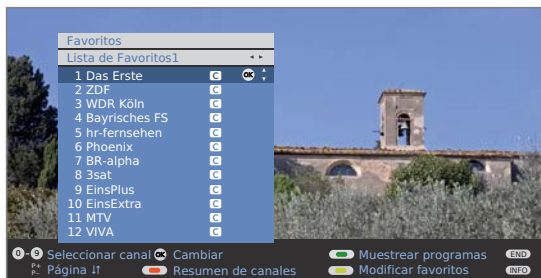 Favoritos
Lista de Favoritos1
1 Das Erste C OK
2 ZDF C
3 WDR Köln C
4 Bayrisches FS C
5 hr-fernsehen C
6 Phoenix C
7 BR-alpha C
8 3sat C
9 EinsPlus C
10 EinsExtra C
11 MTV C
12 VIVA C
0-9 Seleccionar canal OK Cambiar Muestrear programas END
P+ P- Página Resumen de canales Modificar favoritos INFO